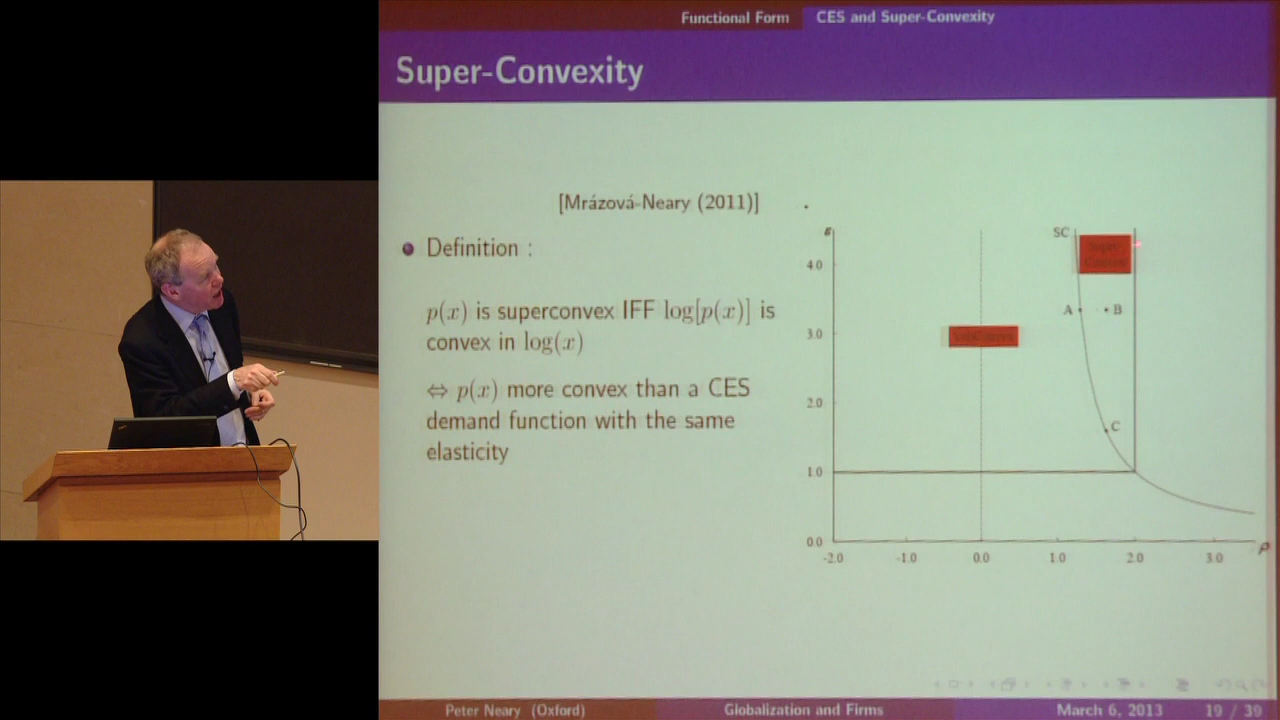 Functional Form CES and Super-Convexity
Super-Convexity
[Mrázová-Neary (2011)]
Definition :
p(x) is superconvex IFF log[p(x)] is
convex in log(x)
⇔ p(x) more convex than a CES
demand function with the same
elasticity
ε
SC
4.0
A
B
3.0
2.0
C
1.0
0.0
-2.0 -1.0 0.0 1.0 2.0 3.0
ρ
Peter Neary (Oxford) Globalization and Firms March 6, 2013 19 / 39